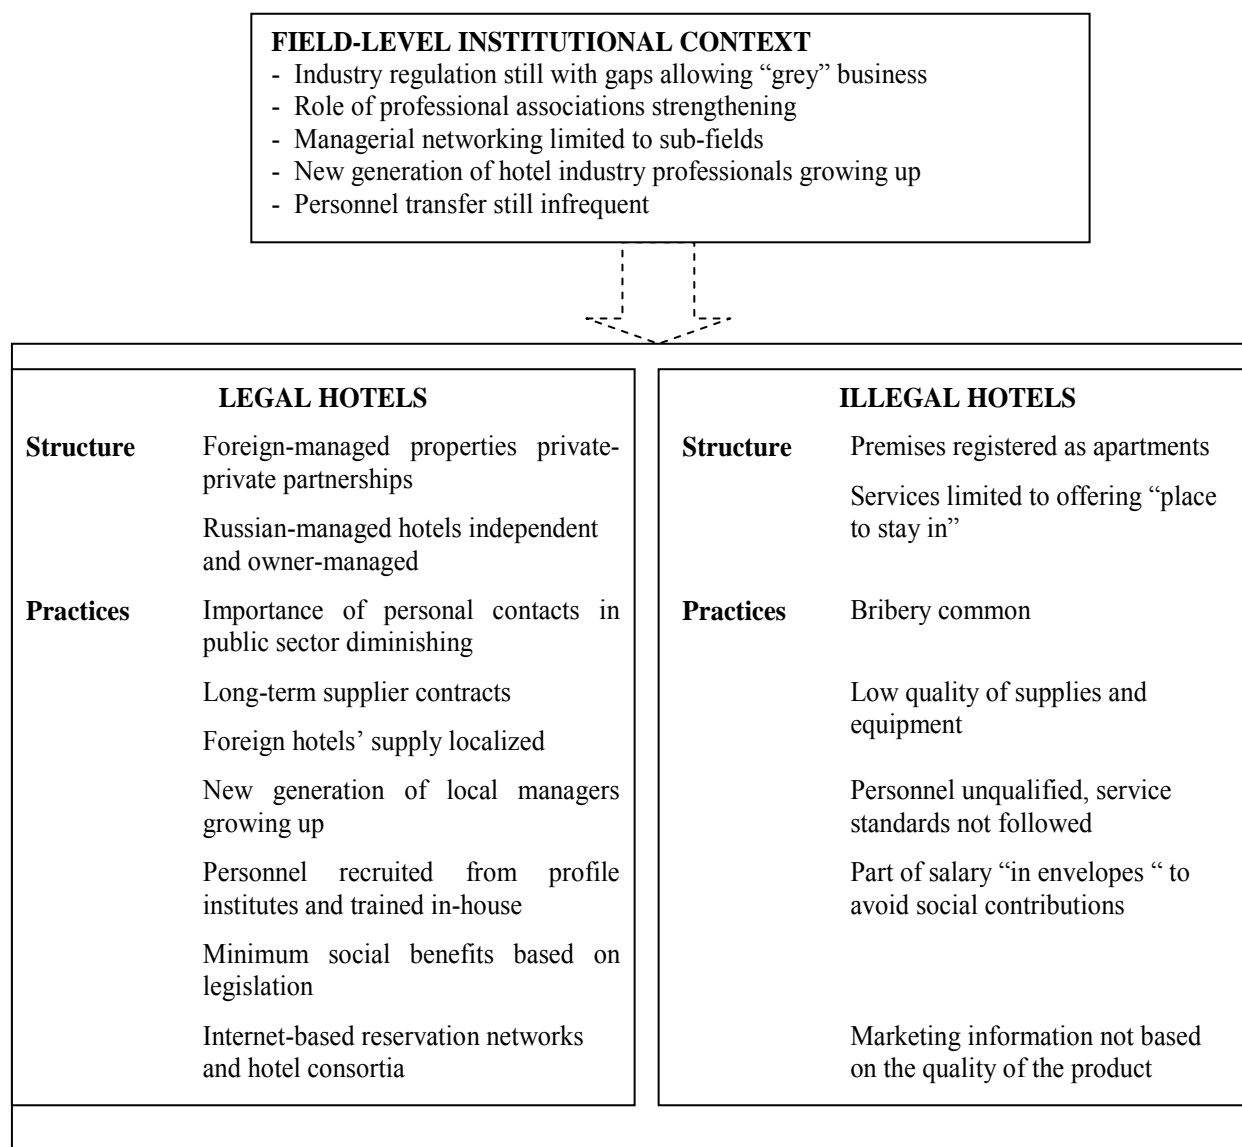 FIELD-LEVEL INSTITUTIONAL CONTEXT
- Industry regulation still with gaps allowing “grey” business
- Role of professional associations strengthening
- Managerial networking limited to sub-fields
- New generation of hotel industry professionals growing up
- Personnel transfer still infrequent
LEGAL HOTELS
Structure Foreign-managed properties private-
private partnerships
Russian-managed hotels independent
and owner-managed
Practices Importance of personal contacts in
public sector diminishing
Long-term supplier contracts
Foreign hotels’ supply localized
New generation of local managers
growing up
Personnel recruited from profile
institutes and trained in-house
Minimum social benefits based on
legislation
Internet-based reservation networks
and hotel consortia
ILLEGAL HOTELS
Structure Premises registered as apartments
Services limited to offering “place
to stay in”
Practices Bribery common
Low quality of supplies and
equipment
Personnel unqualified, service
standards not followed
Part of salary “in envelopes “ to
avoid social contributions
Marketing information not based
on the quality of the product